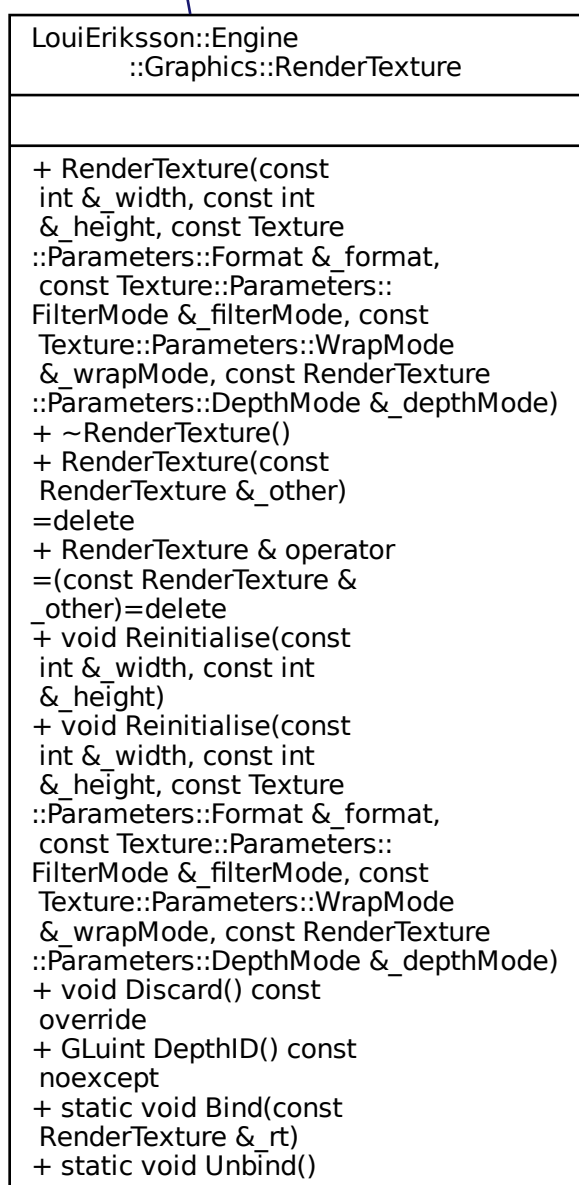 LouiEriksson::Engine
::Graphics::RenderTexture
+ RenderTexture(const
int &_width, const int
&_height, const Texture
::Parameters::Format &_format,
const Texture::Parameters::
FilterMode &_filterMode, const
Texture::Parameters::WrapMode
&_wrapMode, const RenderTexture
::Parameters::DepthMode &_depthMode)
+ ~RenderTexture()
+ RenderTexture(const
RenderTexture &_other)
=delete
+ RenderTexture & operator
=(const RenderTexture &
_other)=delete
+ void Reinitialise(const
int &_width, const int
&_height)
+ void Reinitialise(const
int &_width, const int
&_height, const Texture
::Parameters::Format &_format,
const Texture::Parameters::
FilterMode &_filterMode, const
Texture::Parameters::WrapMode
&_wrapMode, const RenderTexture
::Parameters::DepthMode &_depthMode)
+ void Discard() const
override
+ GLuint DepthID() const
noexcept
+ static void Bind(const
RenderTexture &_rt)
+ static void Unbind()